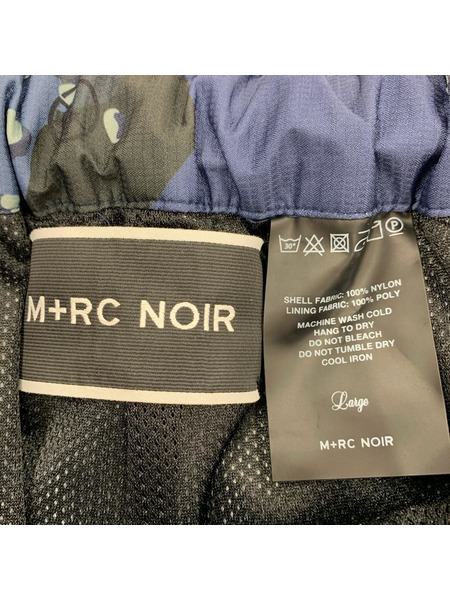 M+RC NOIR
30°
P
SHELL FABRIC: 100% NYLON
LINING FABRIC: 100% POLY
MACHINE WASH COLD
HANG TO DRY
DO NOT BLEACH
DO NOT TUMBLE DRY
COOL IRON
Large
M+RC NOIR